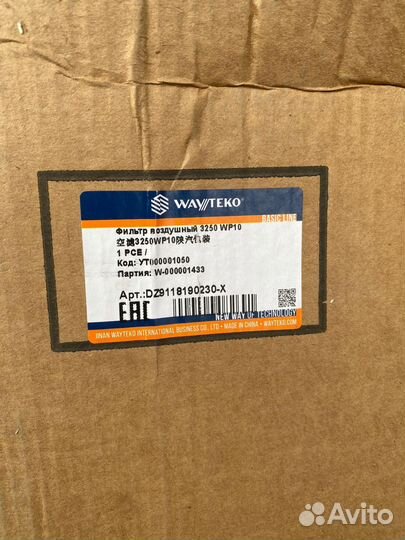 WAYTEKO
BASIC LINE
Фильтр воздушный 3250 WP10
空滤3250WP10陕汽包装
1 PCE /
Код: УТ000001050
Партия: W-000001433
Арт.:DZ9118190230-X
EAC
NEW WAY OF TECHNOLOGY
JINAN WAYTEKO INTERNATIONAL BUSINESS CO., LTD • MADE IN CHINA • WAYTEKO.COM
Avito